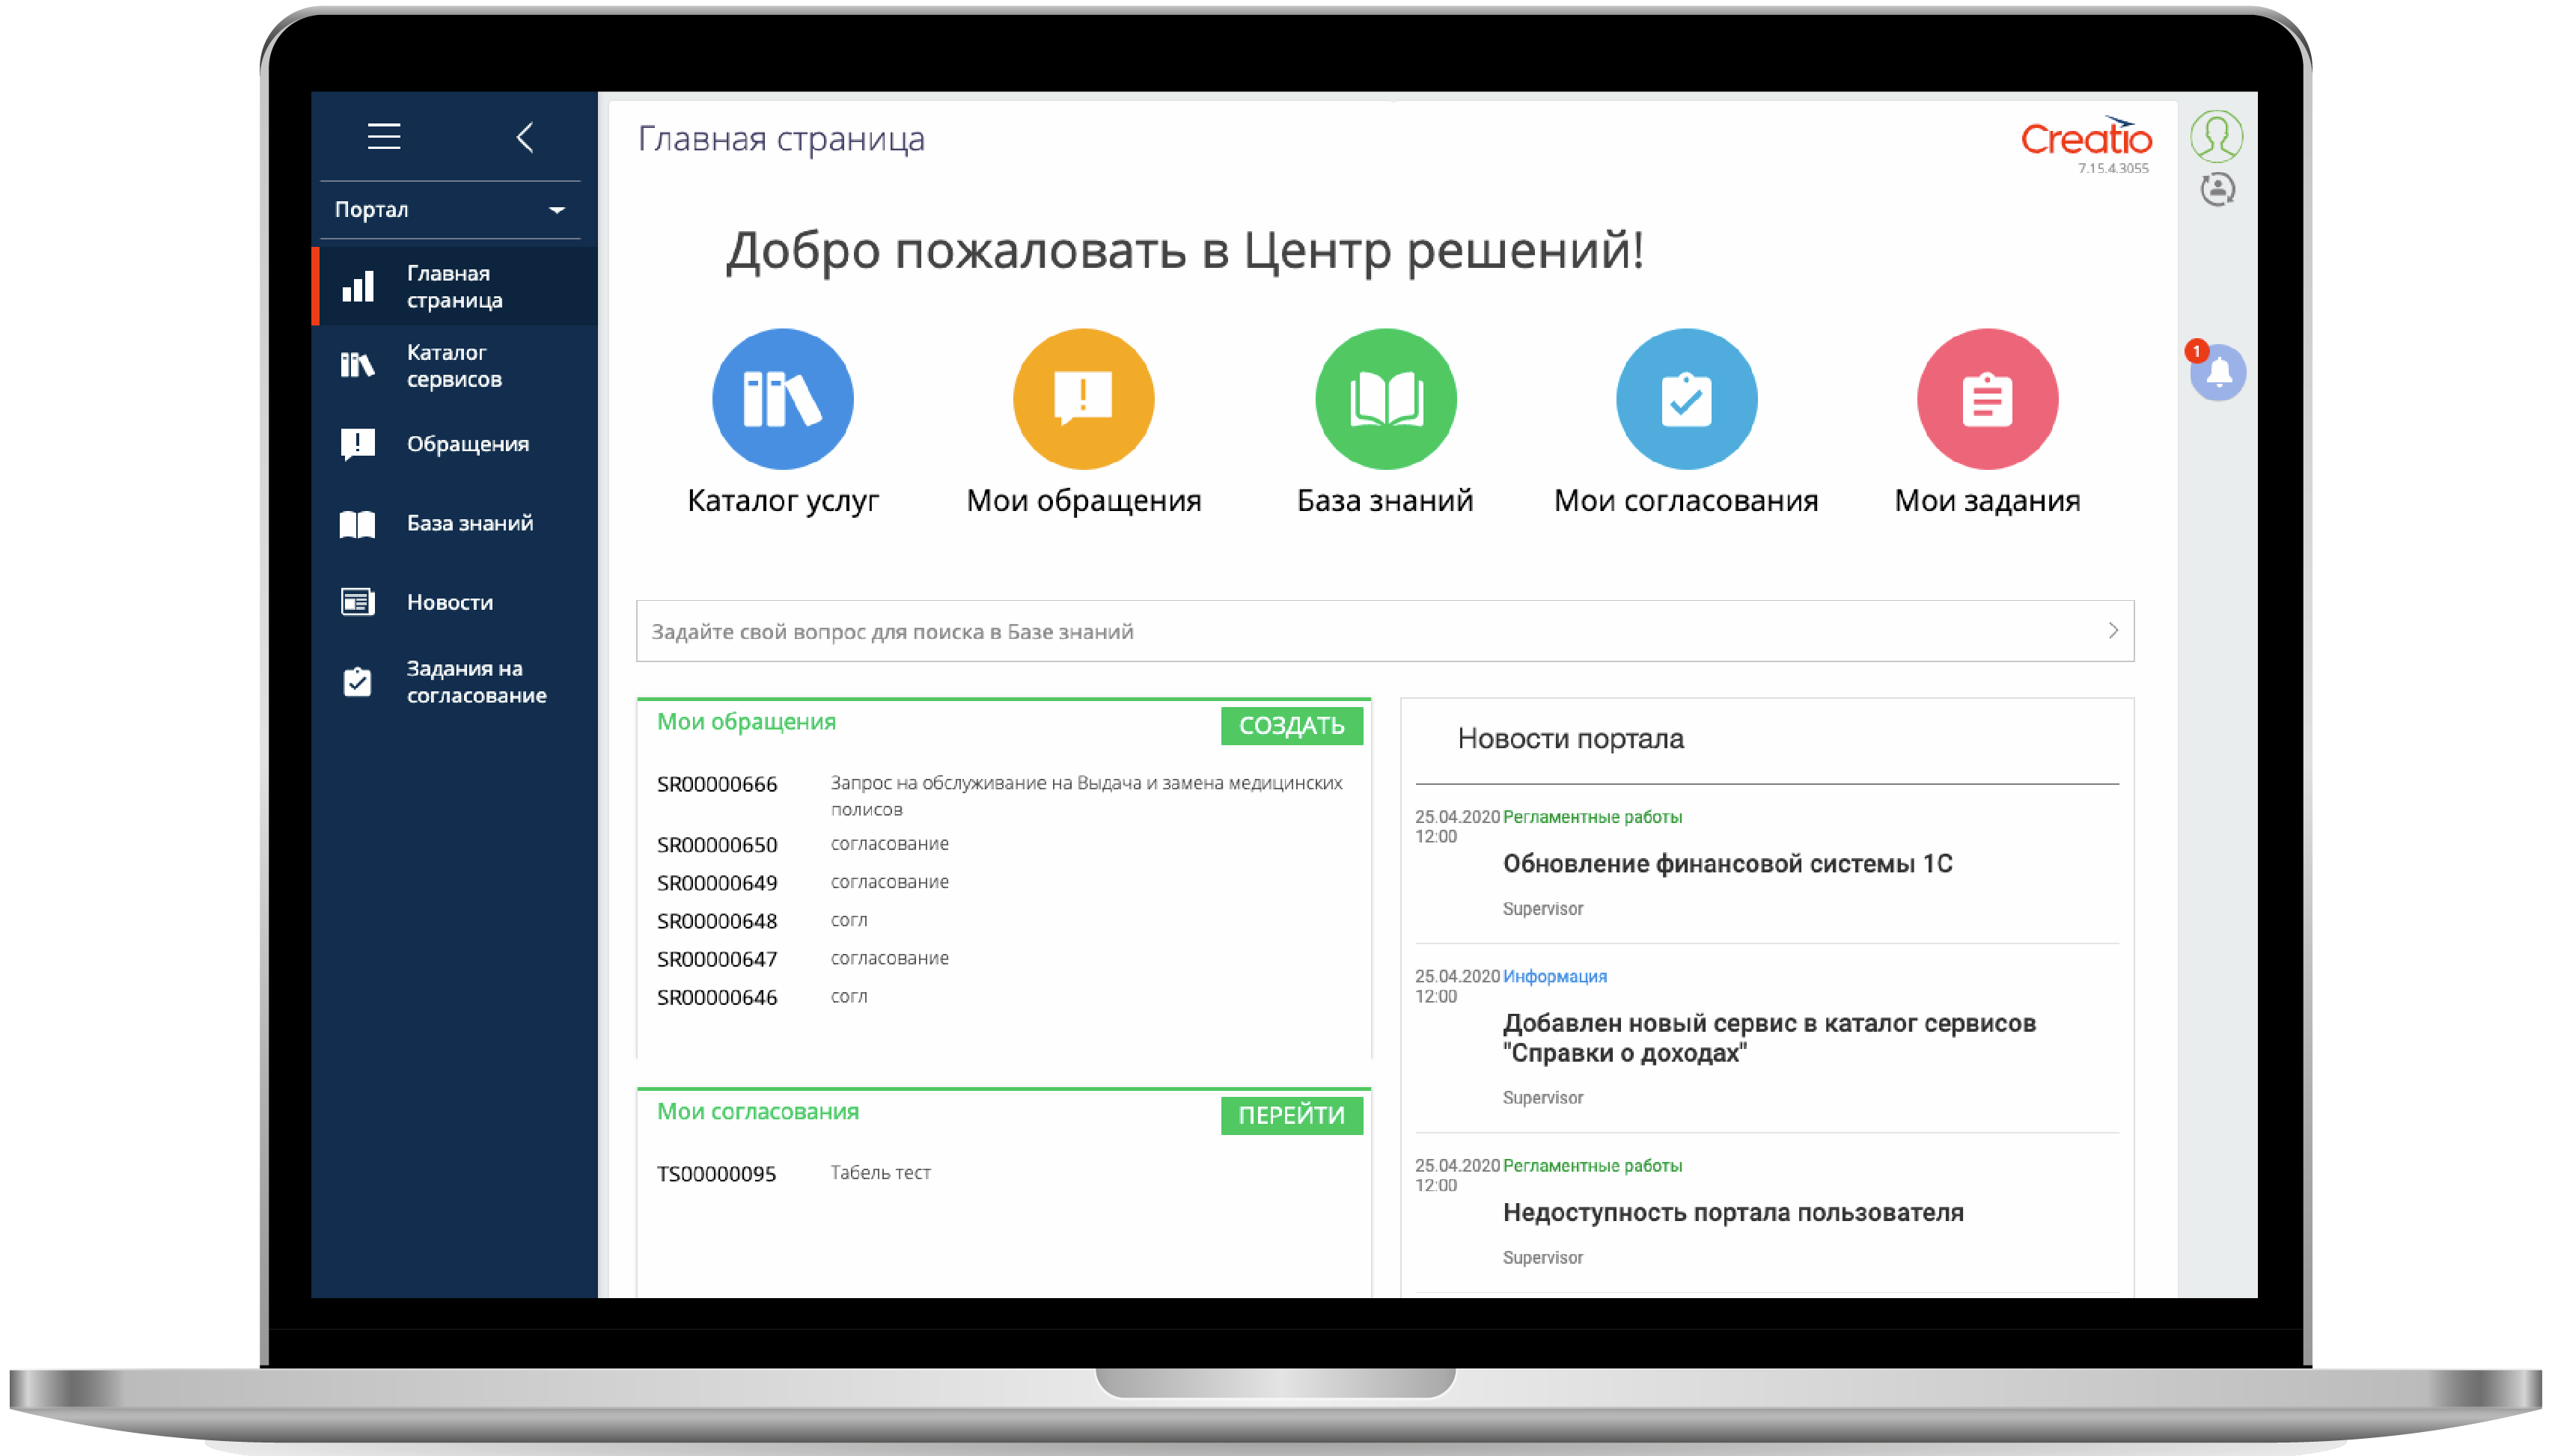 Портал
Главная
страница
Каталог
сервисов
Обращения
База знаний
Новости
Задания на
согласование
Главная страница
Creatio
7.15.4.3055
1
Добро пожаловать в Центр решений!
Каталог услуг
Мои обращения
База знаний
Мои согласования
Мои задания
Задайте свой вопрос для поиска в Базе знаний
Мои обращения
СОЗДАТЬ
SR00000666 Запрос на обслуживание на Выдача и замена медицинских
полисов
SR00000650 согласование
SR00000649 согласование
SR00000648 согл
SR00000647 согласование
SR00000646 согл
Мои согласования
ПЕРЕЙТИ
TS00000095 Табель тест
Новости портала
25.04.2020 Регламентные работы
12:00
Обновление финансовой системы 1С
Supervisor
25.04.2020 Информация
12:00
Добавлен новый сервис в каталог сервисов
"Справки о доходах"
Supervisor
25.04.2020 Регламентные работы
12:00
Недоступность портала пользователя
Supervisor